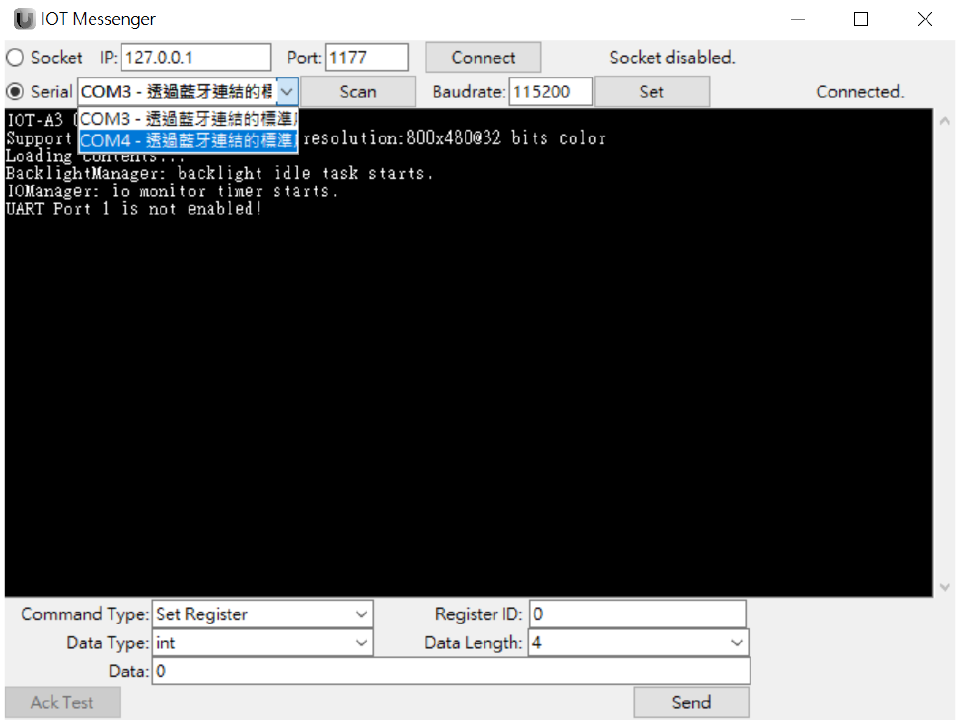 IOT Messenger
Socket IP: 127.0.0.1 Port: 1177 Connect Socket disabled.
Serial COM3 - 透過藍牙連結的標 Scan Baudrate: 115200 Set Connected.
COM3 - 透過藍牙連結的標準
COM4 - 透過藍牙連結的標準
IOT-A3
Support resolution:800x480@32 bits color
Loading contents...
BacklightManager: backlight idle task starts.
IOManager: io monitor timer starts.
UART Port 1 is not enabled!
Command Type: Set Register Register ID: 0
Data Type: int Data Length: 4
Data: 0
Ack Test Send